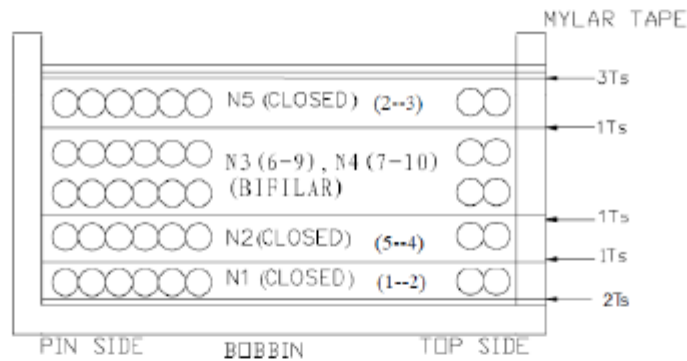 MYLAR TAPE
3Ts
N5 (CLOSED) (2--3)
1Ts
N3 (6-9) , N4 (7-10)
(BIFILAR)
1Ts
N2(CLOSED) (5--4)
1Ts
N1 (CLOSED) (1--2)
2Ts
PIN SIDE BOBBIN TOP SIDE